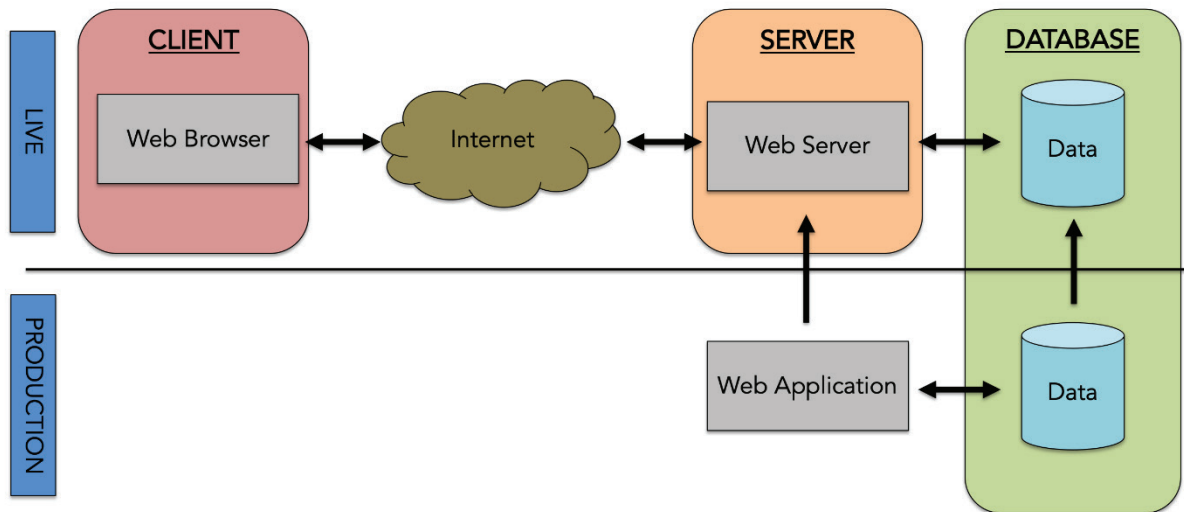 CLIENT
SERVER
DATABASE
LIVE
Web Browser
Internet
Web Server
Data
PRODUCTION
Web Application
Data